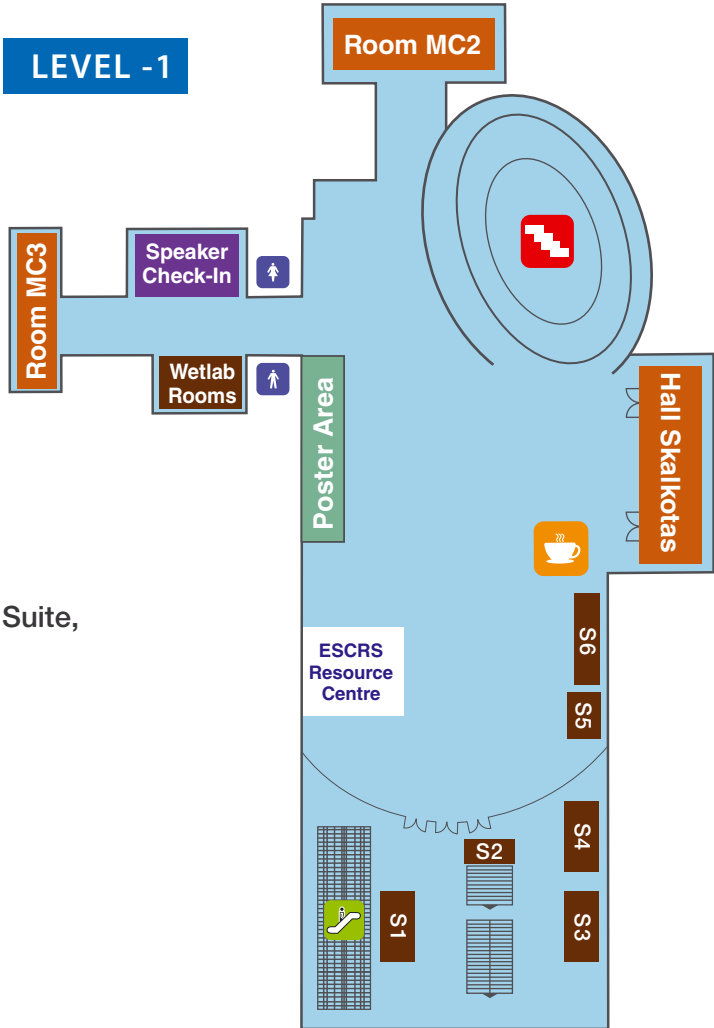 LEVEL -1
Room MC2
Speaker
Check-In
Room MC3
Wetlab
Rooms
Poster Area
Hall Skalkotas
Suite,
ESCRS
Resource
Centre
S6
S5
S4
S2
S1
S3